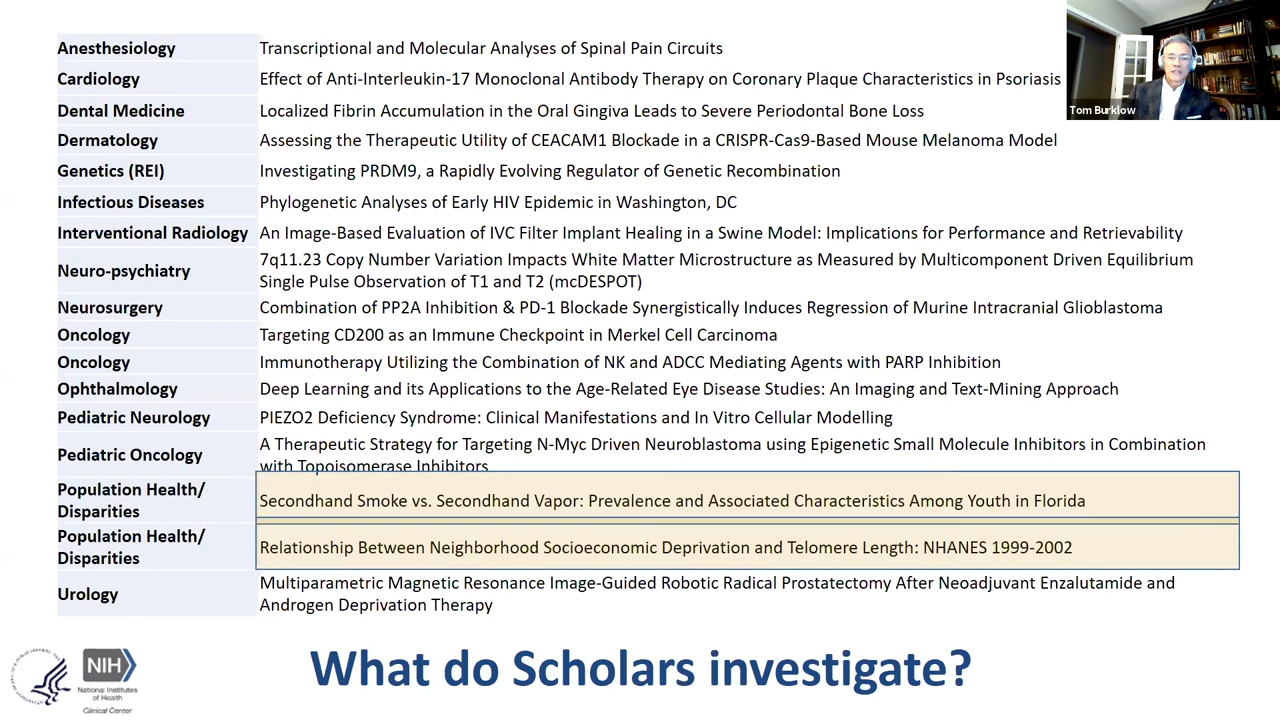 Anesthesiology Transcriptional and Molecular Analyses of Spinal Pain Circuits
Cardiology Effect of Anti-Interleukin-17 Monoclonal Antibody Therapy on Coronary Plaque Characteristics in Psoriasis
Dental Medicine Localized Fibrin Accumulation in the Oral Gingiva Leads to Severe Periodontal Bone Loss
Dermatology Assessing the Therapeutic Utility of CEACAM1 Blockade in a CRISPR-Cas9-Based Mouse Melanoma Model
Genetics (REI) Investigating PRDM9, a Rapidly Evolving Regulator of Genetic Recombination
Infectious Diseases Phylogenetic Analyses of Early HIV Epidemic in Washington, DC
Interventional Radiology An Image-Based Evaluation of IVC Filter Implant Healing in a Swine Model: Implications for Performance and Retrievability
Neuro-psychiatry 7q11.23 Copy Number Variation Impacts White Matter Microstructure as Measured by Multicomponent Driven Equilibrium
Single Pulse Observation of T1 and T2 (mcDESPOT)
Neurosurgery Combination of PP2A Inhibition & PD-1 Blockade Synergistically Induces Regression of Murine Intracranial Glioblastoma
Oncology Targeting CD200 as an Immune Checkpoint in Merkel Cell Carcinoma
Oncology Immunotherapy Utilizing the Combination of NK and ADCC Mediating Agents with PARP Inhibition
Ophthalmology Deep Learning and its Applications to the Age-Related Eye Disease Studies: An Imaging and Text-Mining Approach
Pediatric Neurology PIEZO2 Deficiency Syndrome: Clinical Manifestations and In Vitro Cellular Modelling
Pediatric Oncology A Therapeutic Strategy for Targeting N-Myc Driven Neuroblastoma using Epigenetic Small Molecule Inhibitors in Combination
with Topoisomerase Inhibitors
Population Health/
Disparities
Secondhand Smoke vs. Secondhand Vapor: Prevalence and Associated Characteristics Among Youth in Florida
Population Health/
Disparities
Relationship Between Neighborhood Socioeconomic Deprivation and Telomere Length: NHANES 1999-2002
Urology Multiparametric Magnetic Resonance Image-Guided Robotic Radical Prostatectomy After Neoadjuvant Enzalutamide and
Androgen Deprivation Therapy
Tom Burklow
What do Scholars investigate?
NIH
National Institutes
of Health
Clinical Center